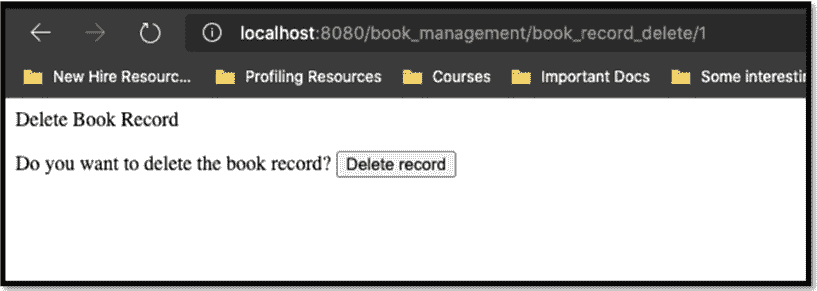 localhost:8080/book_management/book_record_delete/1
New Hire Resourc... Profiling Resources Courses Important Docs Some interestin
Delete Book Record
Do you want to delete the book record? Delete record